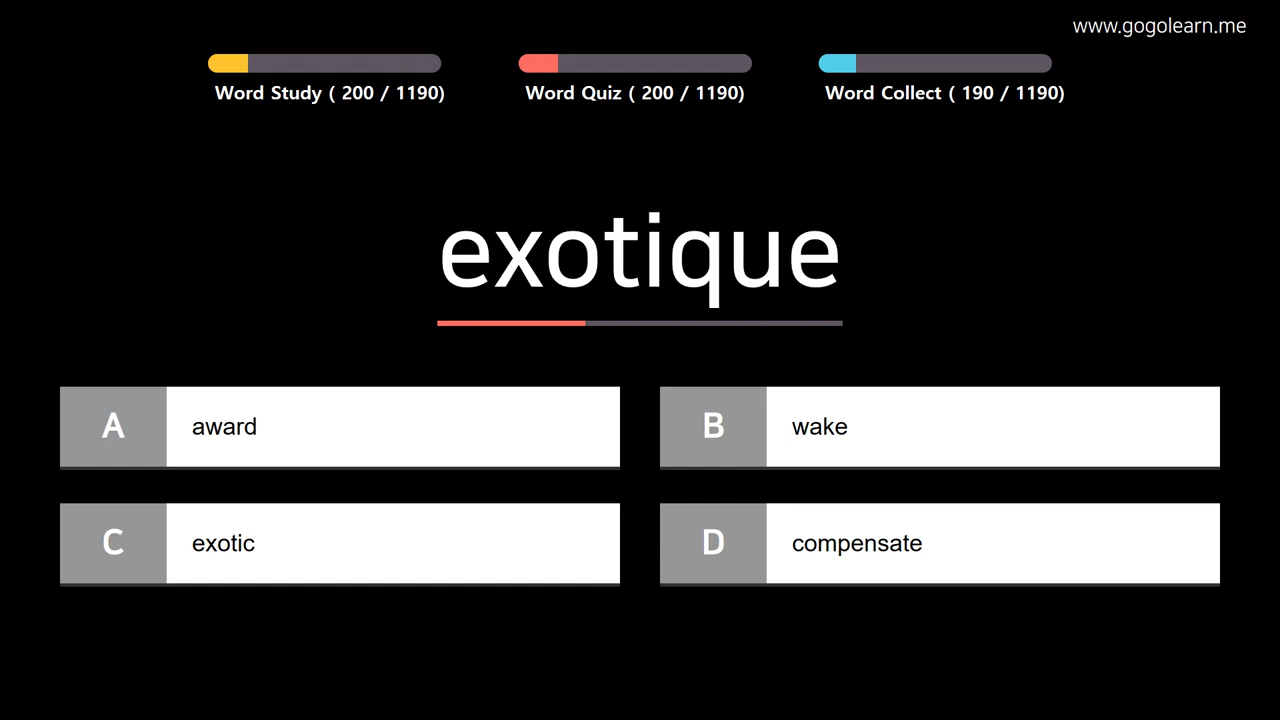 www.gogolearn.me
Word Study ( 200 / 1190)
Word Quiz ( 200 / 1190)
Word Collect ( 190 / 1190)
exotique
A
award
B
wake
C
exotic
D
compensate